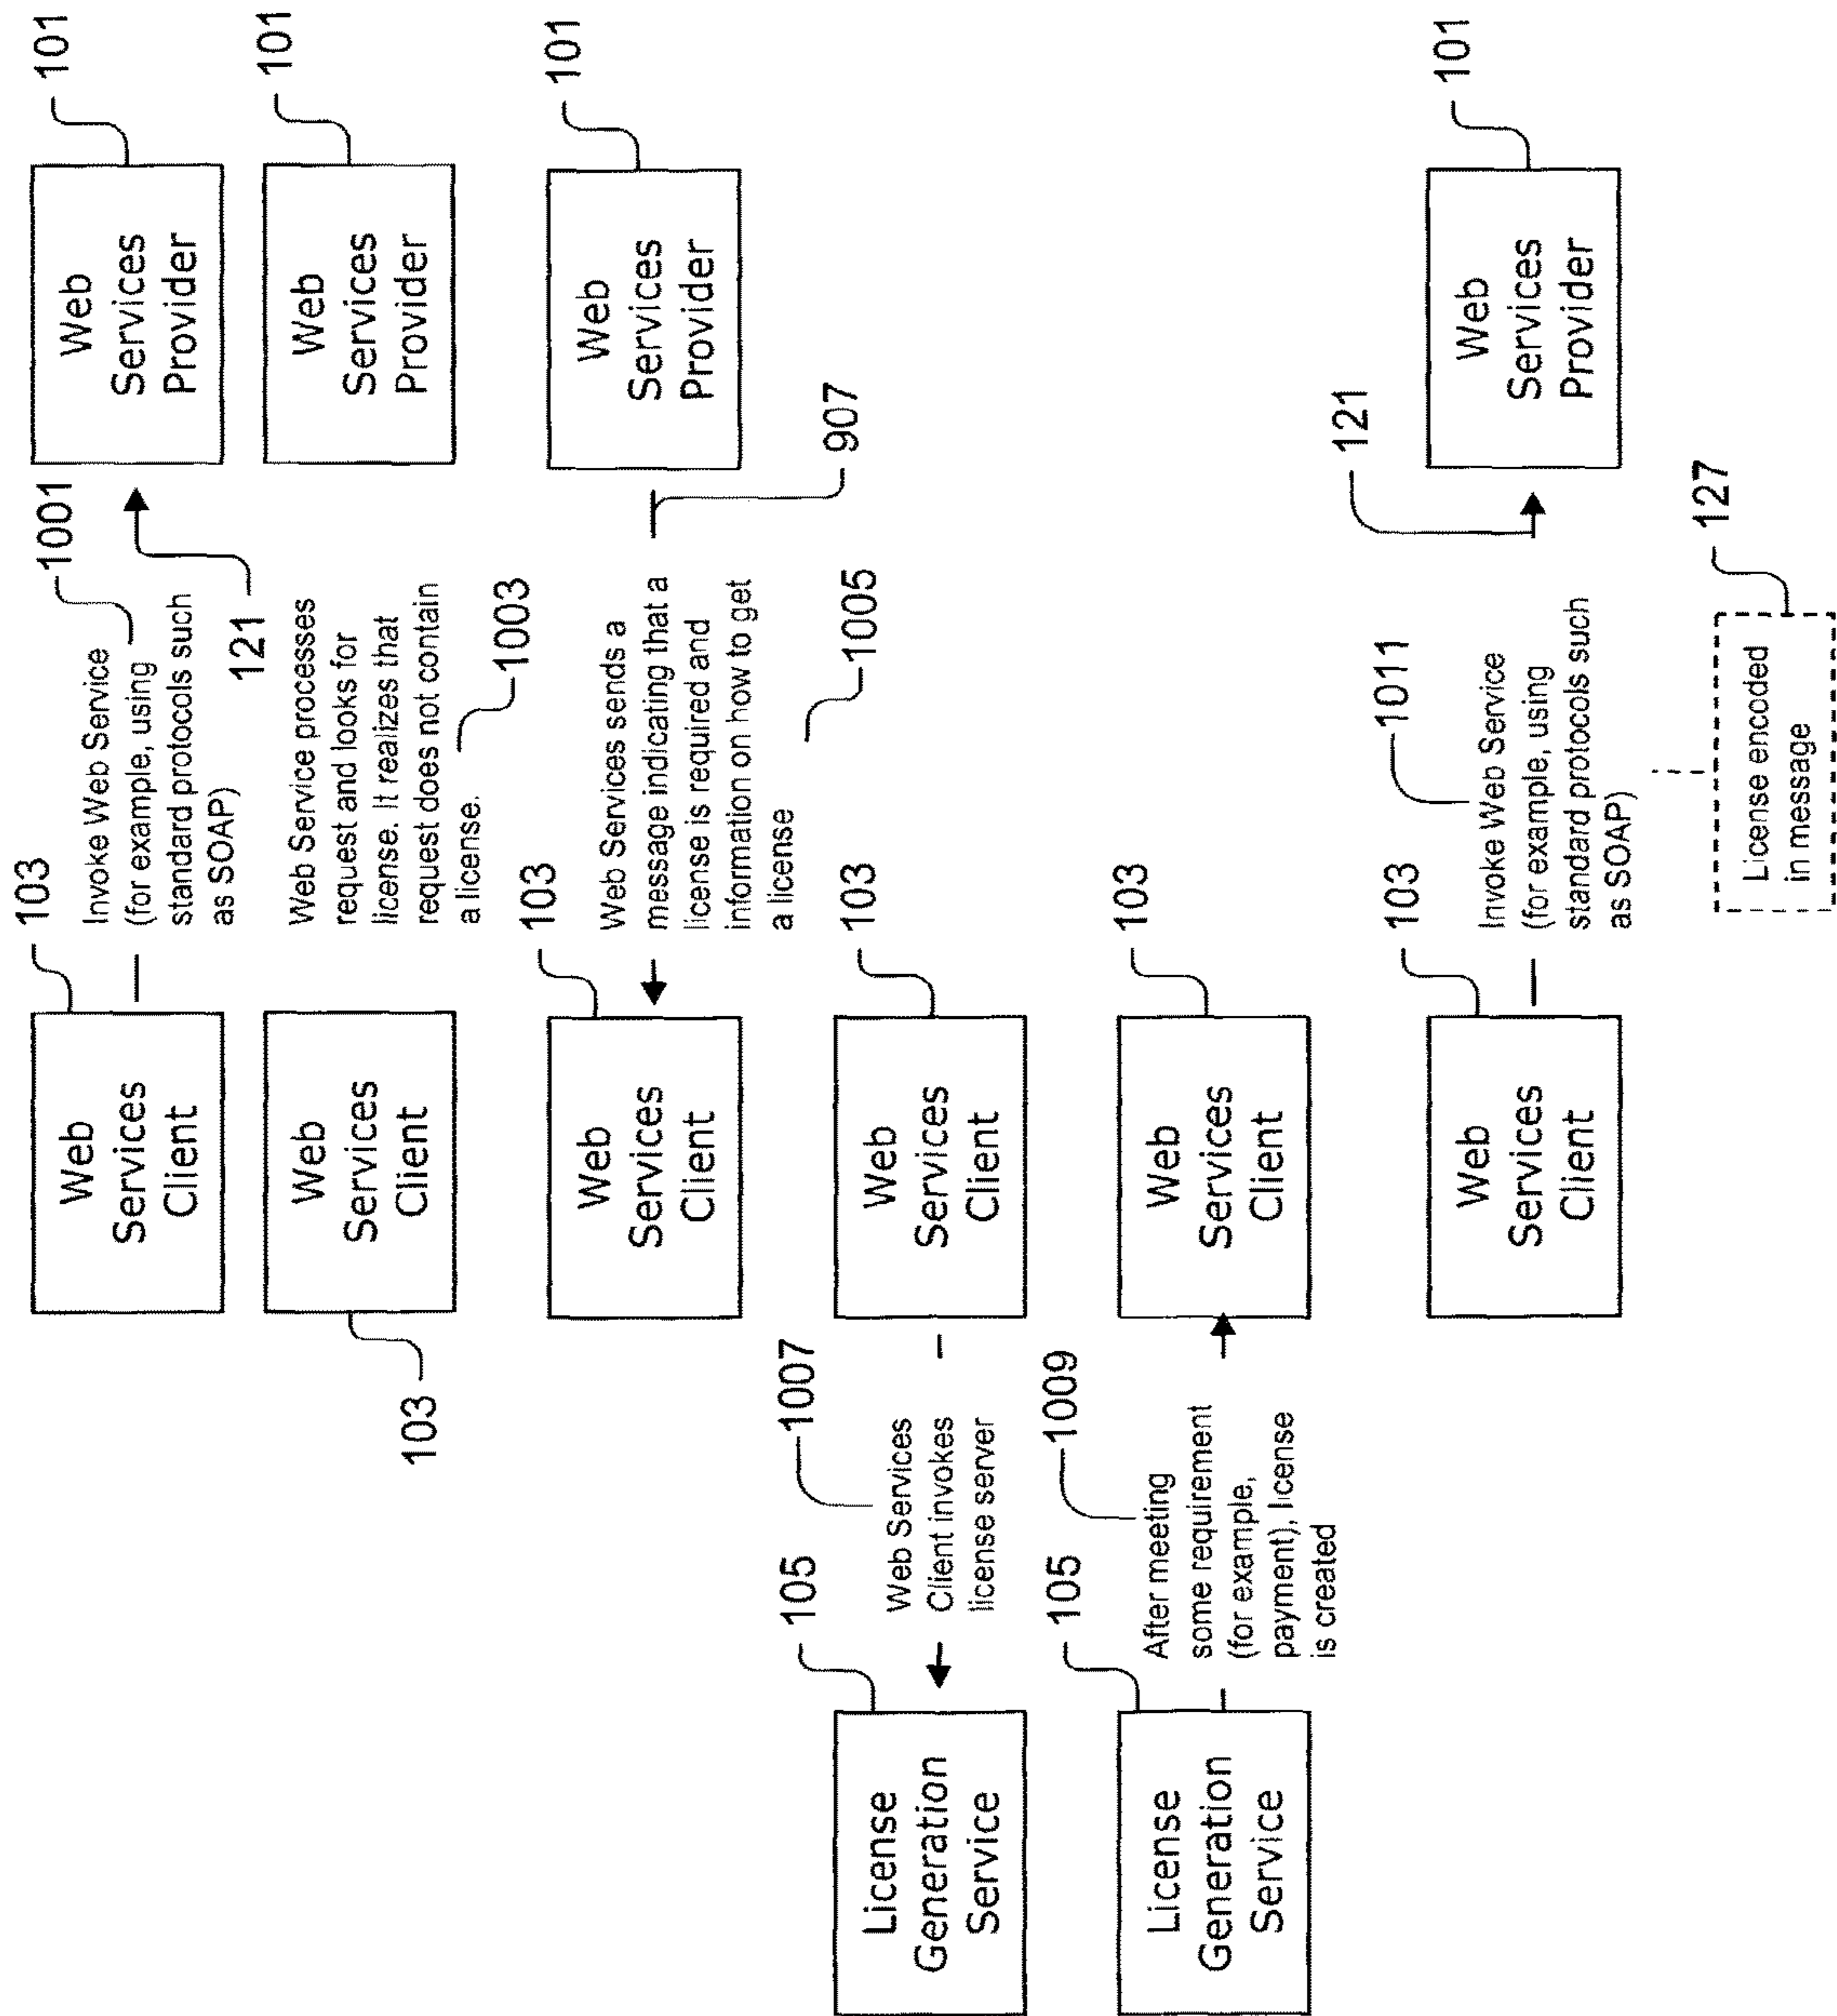 103
1001
101
Web
Services
Client
Invoke Web Service
(for example, using
standard protocols such
as SOAP)
Web
Services
Provider
121
103
Web
Services
Client
Web Service processes
request and looks for
license. It realizes that
request does not contain
a license.
1003
Web
Services
Provider
101
103
Web
Services
Client
Web Services sends a
message indicating that a
license is required and
information on how to get
a license
1005
907
Web
Services
Provider
101
105
License
Generation
Service
1007
Web Services
Client invokes
license server
103
Web
Services
Client
105
License
Generation
Service
1009
After meeting
some requirement
(for example,
payment), license
is created
103
Web
Services
Client
103
Web
Services
Client
1011
Invoke Web Service
(for example, using
standard protocols such
as SOAP)
121
Web
Services
Provider
101
127
License encoded
in message